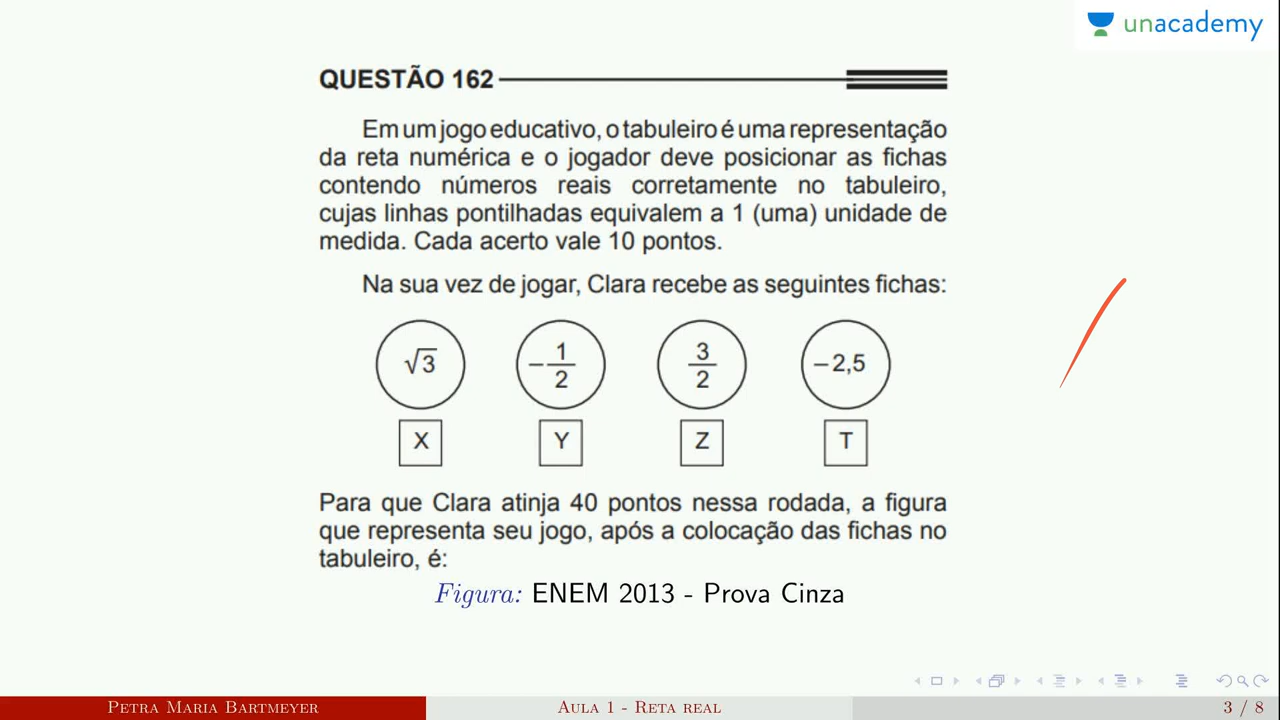 unacademy
QUESTÃO 162
Em um jogo educativo, o tabuleiro é uma representação
da reta numérica e o jogador deve posicionar as fichas
contendo números reais corretamente no tabuleiro,
cujas linhas pontilhadas equivalem a 1 (uma) unidade de
medida. Cada acerto vale 10 pontos.
Na sua vez de jogar, Clara recebe as seguintes fichas:
√3 −1/2 3/2 −2,5
X Y Z T
Para que Clara atinja 40 pontos nessa rodada, a figura
que representa seu jogo, após a colocação das fichas no
tabuleiro, é:
Figura: ENEM 2013 - Prova Cinza
Petra Maria Bartmeyer Aula 1 - Reta real 3 / 8